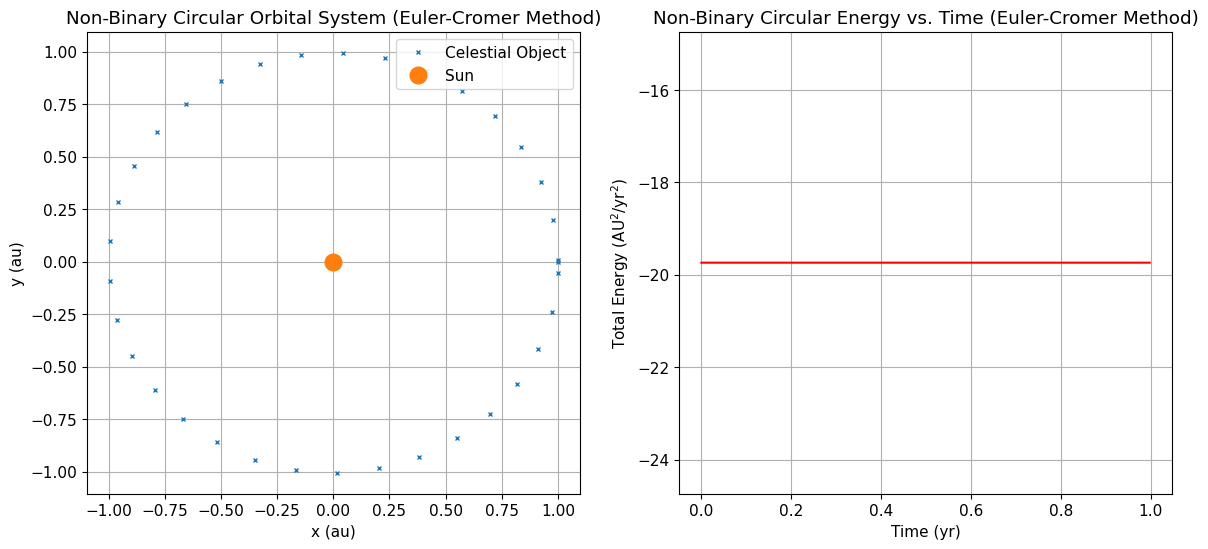 Non-Binary Circular Orbital System (Euler-Cromer Method)
1.00
0.75
0.50
0.25
0.00
−0.25
−0.50
−0.75
−1.00
y (au)
Celestial Object
Sun
−1.00 −0.75 −0.50 −0.25 0.00 0.25 0.50 0.75 1.00
x (au)
Non-Binary Circular Energy vs. Time (Euler-Cromer Method)
−16
−18
−20
−22
−24
Total Energy (AU²/yr²)
0.0 0.2 0.4 0.6 0.8 1.0
Time (yr)